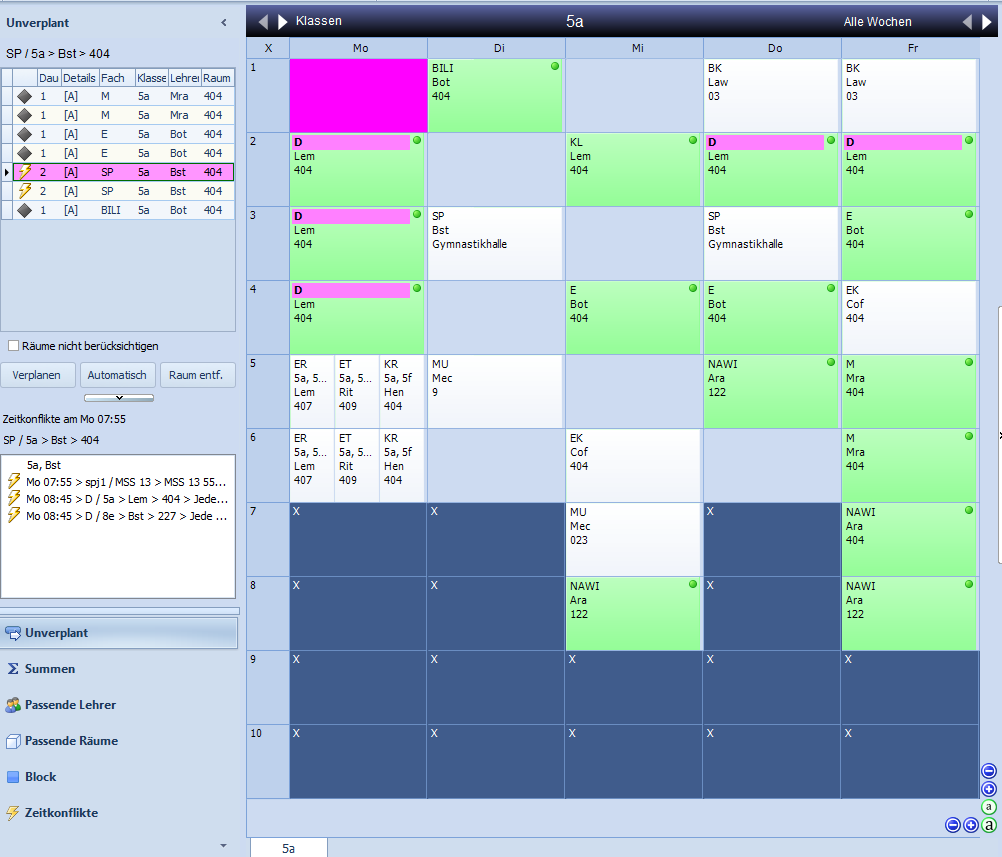 Unverplant
SP / 5a > Bst > 404
Dau Details Fach Klasse Lehrer Raum
1 [A] M 5a Mra 404
1 [A] M 5a Mra 404
1 [A] E 5a Bot 404
1 [A] E 5a Bot 404
2 [A] SP 5a Bst 404
2 [A] SP 5a Bst 404
1 [A] BILI 5a Bot 404
Räume nicht berücksichtigen
Verplanen Automatisch Raum entf.
Zeitkonflikte am Mo 07:55
SP / 5a > Bst > 404
5a, Bst
Mo 07:55 > spj1 / MSS 13 > MSS 13 55...
Mo 08:45 > D / 5a > Lem > 404 > Jede...
Mo 08:45 > D / 8e > Bst > 227 > Jede ...
Unverplant
Summen
Passende Lehrer
Passende Räume
Block
Zeitkonflikte
Klassen 5a Alle Wochen
X Mo Di Mi Do Fr
1
BILI
Bot
404
BK
Law
03
BK
Law
03
2
D
Lem
404
KL
Lem
404
D
Lem
404
D
Lem
404
3
D
Lem
404
SP
Bst
Gymnastikhalle
SP
Bst
Gymnastikhalle
E
Bot
404
4
D
Lem
404
E
Bot
404
E
Bot
404
EK
Cof
404
5
ER
5a, 5...
Lem
407
ET
5a, 5...
Rit
409
KR
5a, 5f
Hen
404
MU
Mec
9
NAWI
Ara
122
M
Mra
404
6
ER
5a, 5...
Lem
407
ET
5a, 5...
Rit
409
KR
5a, 5f
Hen
404
EK
Cof
404
M
Mra
404
7
X
X
MU
Mec
023
X
NAWI
Ara
404
8
X
X
NAWI
Ara
122
X
NAWI
Ara
122
9
X
X
X
X
X
10
X
X
X
X
X
a
a
5a